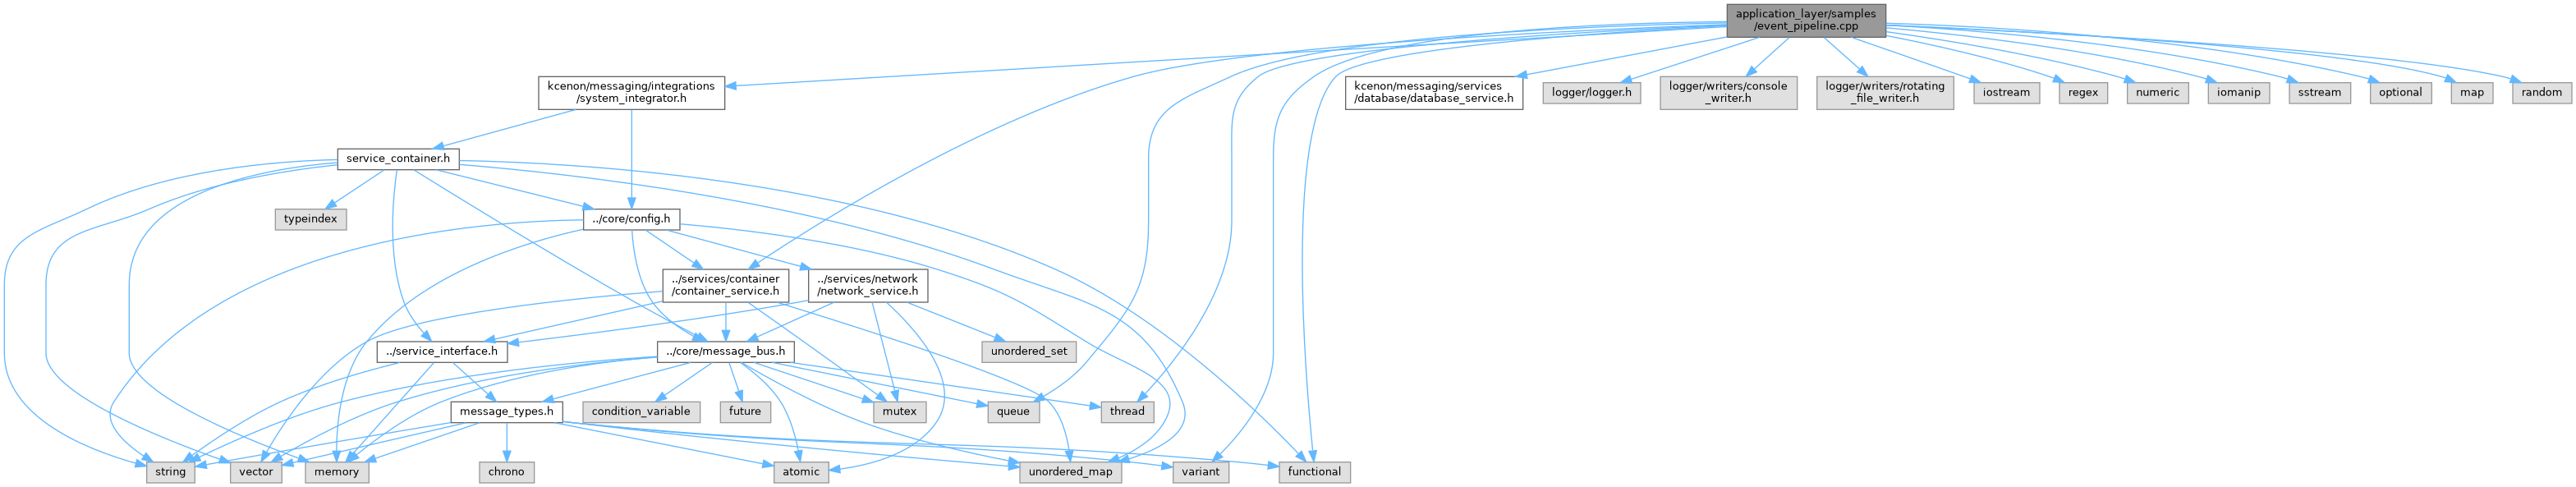 application_layer/samples
/event_pipeline.cpp
kcenon/messaging/integrations
/system_integrator.h
kcenon/messaging/services
/database/database_service.h
logger/logger.h
logger/writers/console
_writer.h
logger/writers/rotating
_file_writer.h
iostream
regex
numeric
iomanip
sstream
optional
map
random
service_container.h
typeindex
../core/config.h
../services/container
/container_service.h
../services/network
/network_service.h
../service_interface.h
../core/message_bus.h
unordered_set
message_types.h
condition_variable
future
mutex
queue
thread
string
vector
memory
chrono
atomic
unordered_map
variant
functional